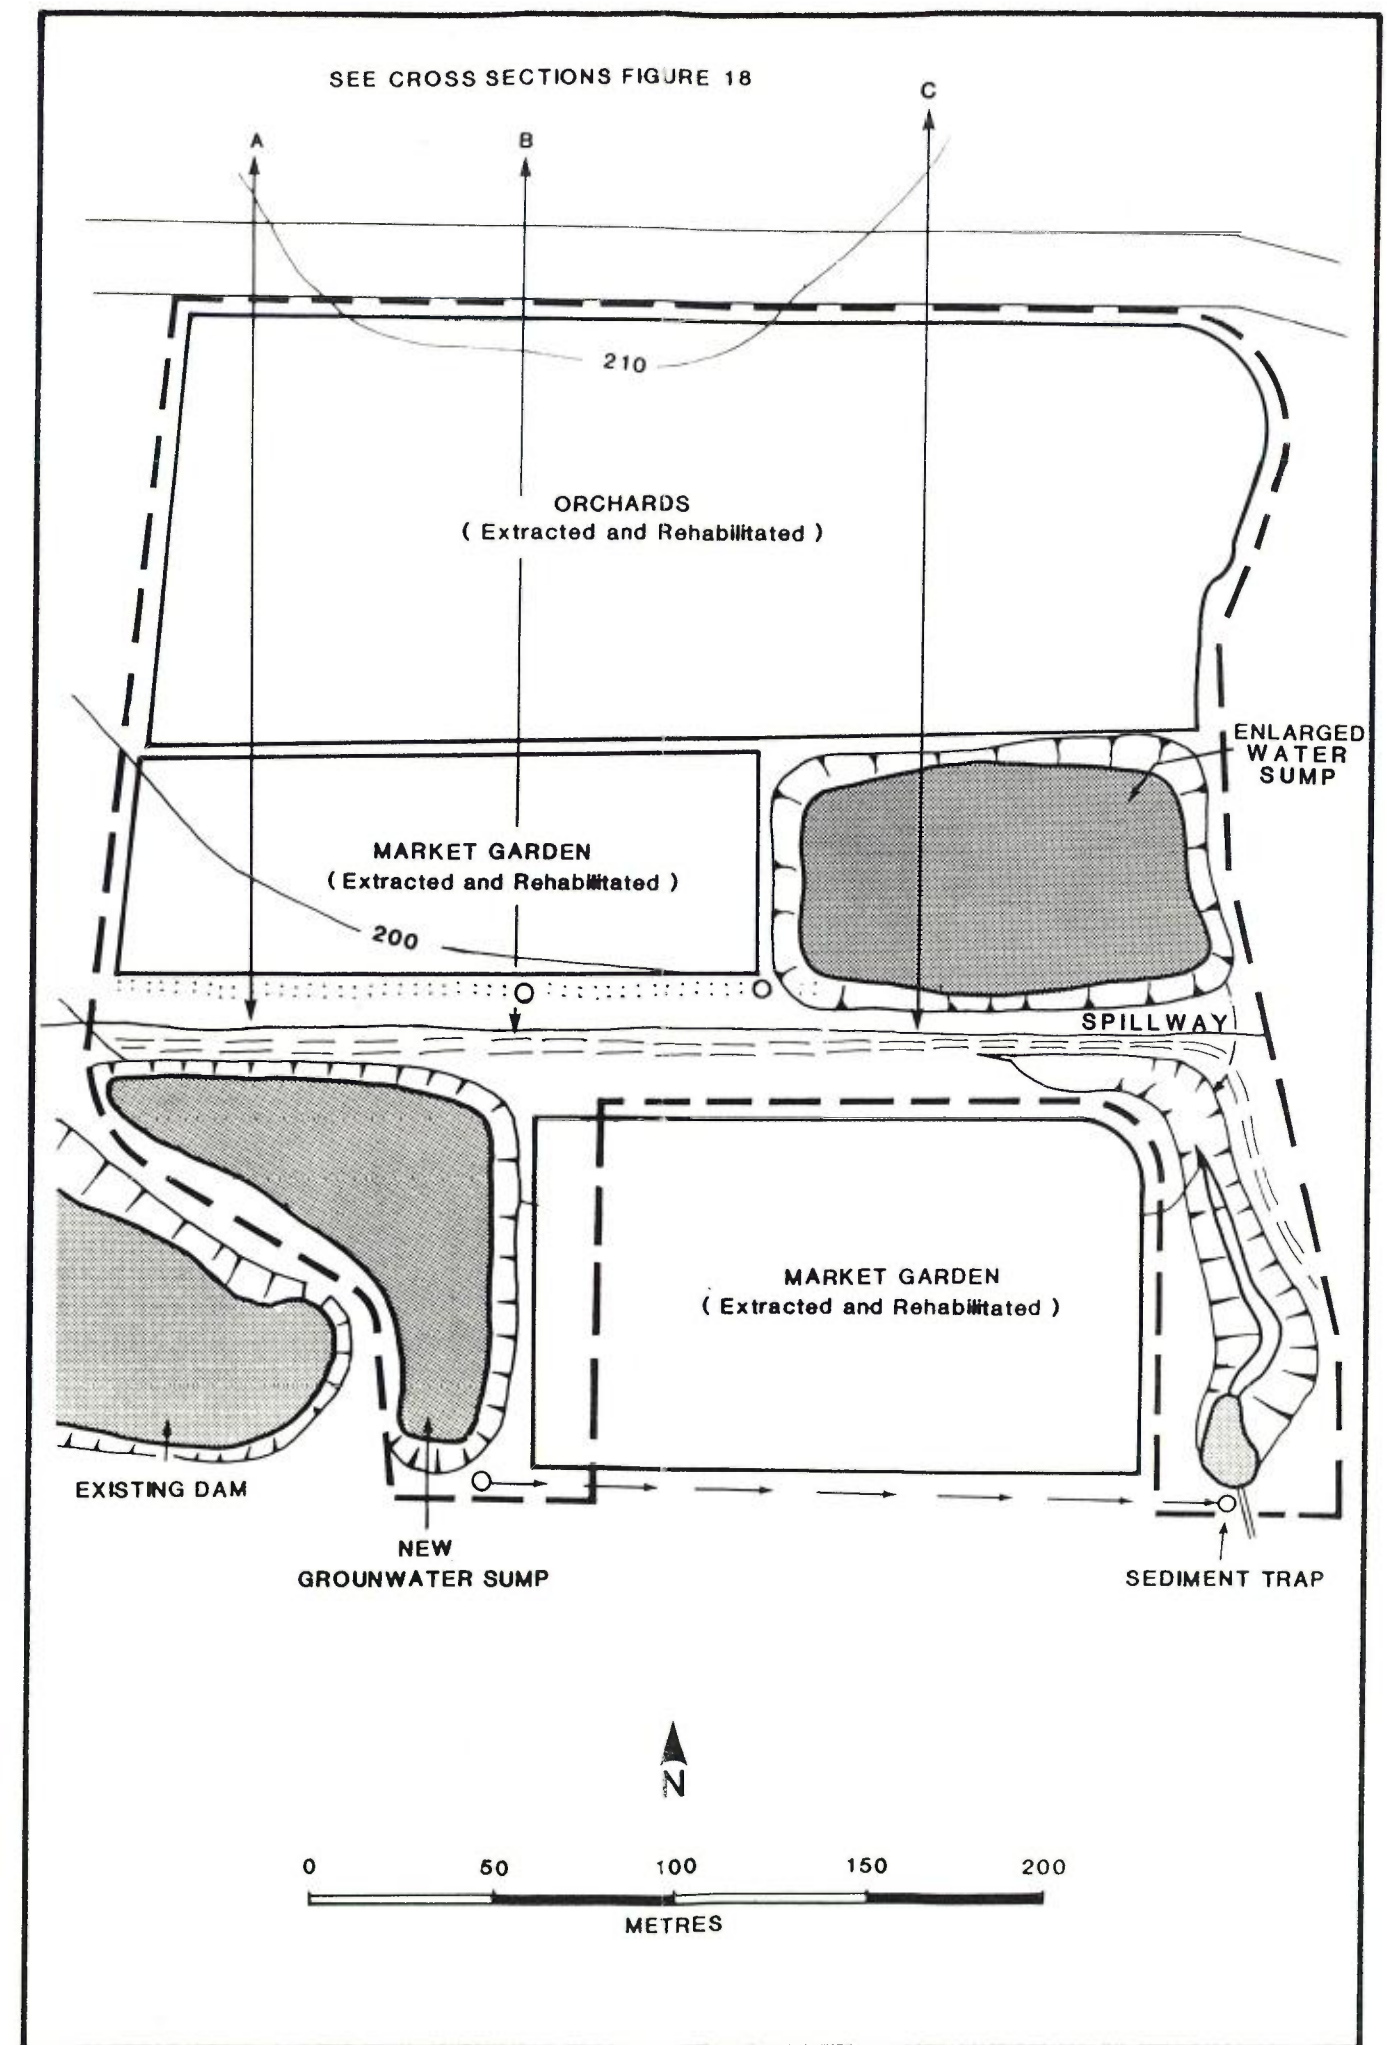 SEE CROSS SECTIONS FIGURE 18
A
B
C
210
ORCHARDS
( Extracted and Rehabilitated )
ENLARGED
WATER
SUMP
MARKET GARDEN
( Extracted and Rehabilitated )
200
SPILLWAY
MARKET GARDEN
( Extracted and Rehabilitated )
EXISTING DAM
NEW
GROUNWATER SUMP
SEDIMENT TRAP
N
0 50 100 150 200
METRES